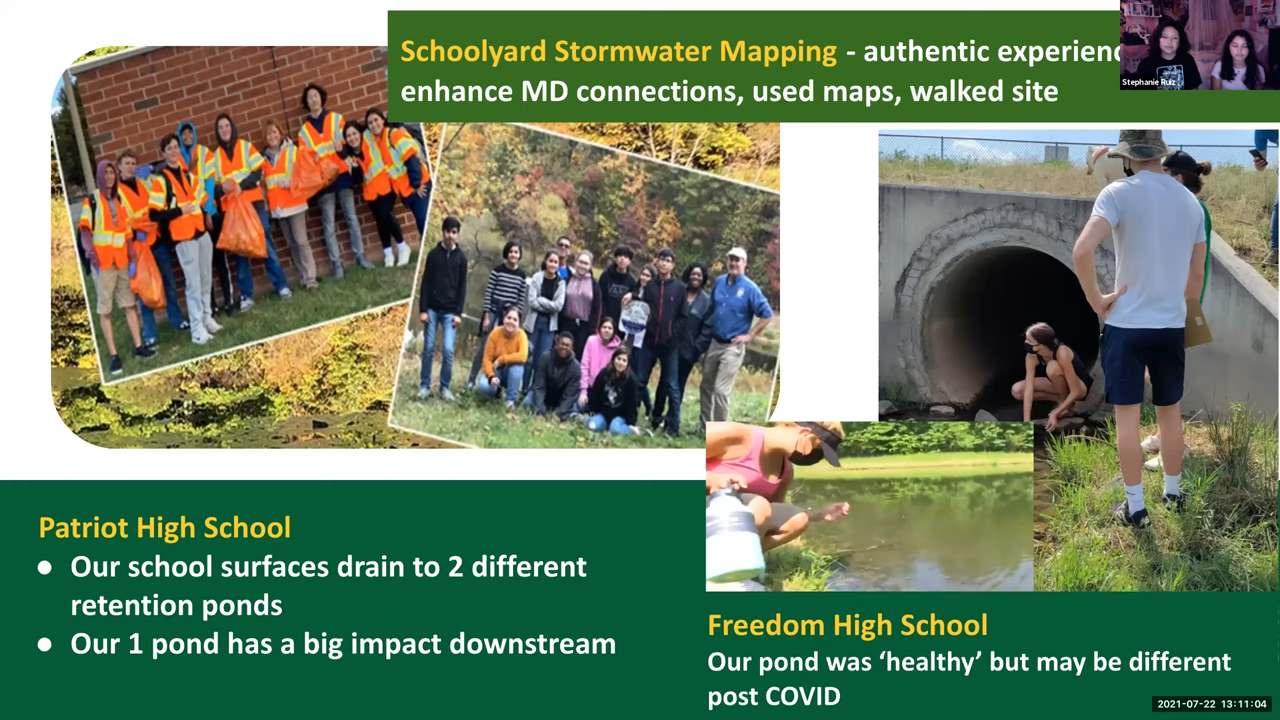 Schoolyard Stormwater Mapping - authentic
enhance MD connections, used maps, walked site
Stephanie Ruiz
Patriot High School
● Our school surfaces drain to 2 different
retention ponds
● Our 1 pond has a big impact downstream
Freedom High School
Our pond was ‘healthy’ but may be different
post COVID
2021-07-22 13:11:04